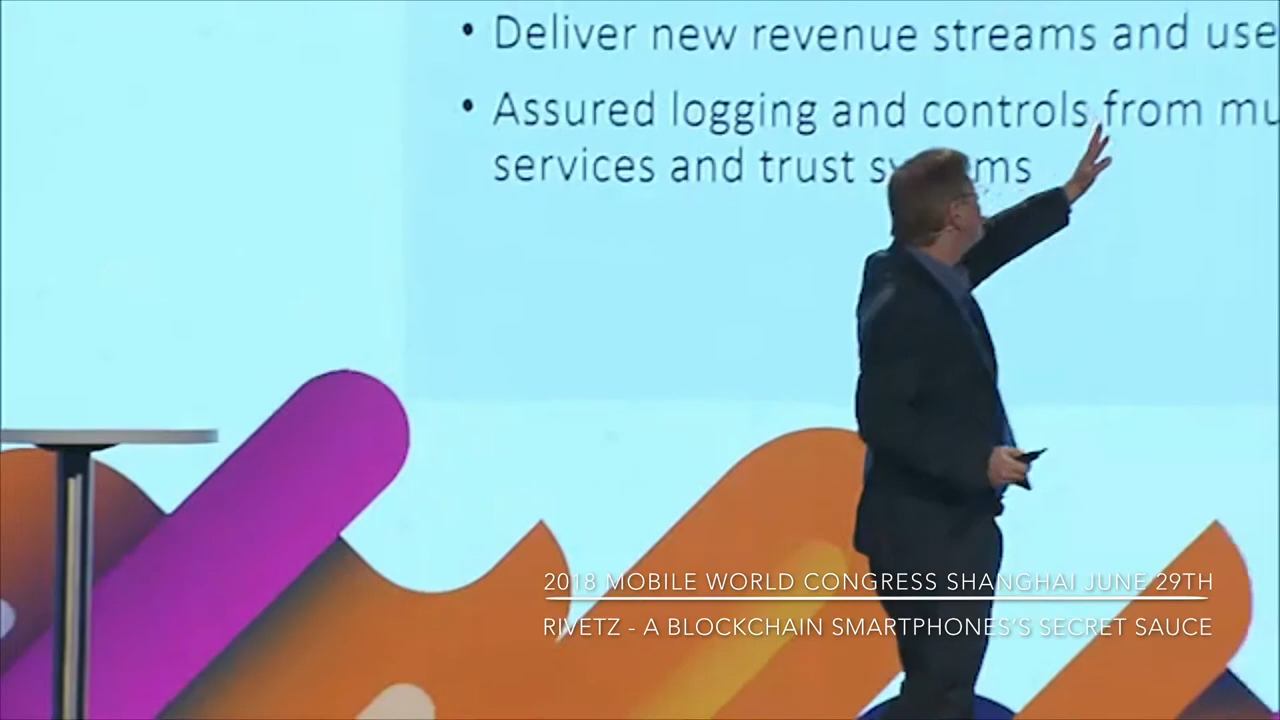 • Deliver new revenue streams and use
• Assured logging and controls from mu
services and trust systems
2018 MOBILE WORLD CONGRESS SHANGHAI JUNE 29TH
RIVETZ - A BLOCKCHAIN SMARTPHONES'S SECRET SAUCE